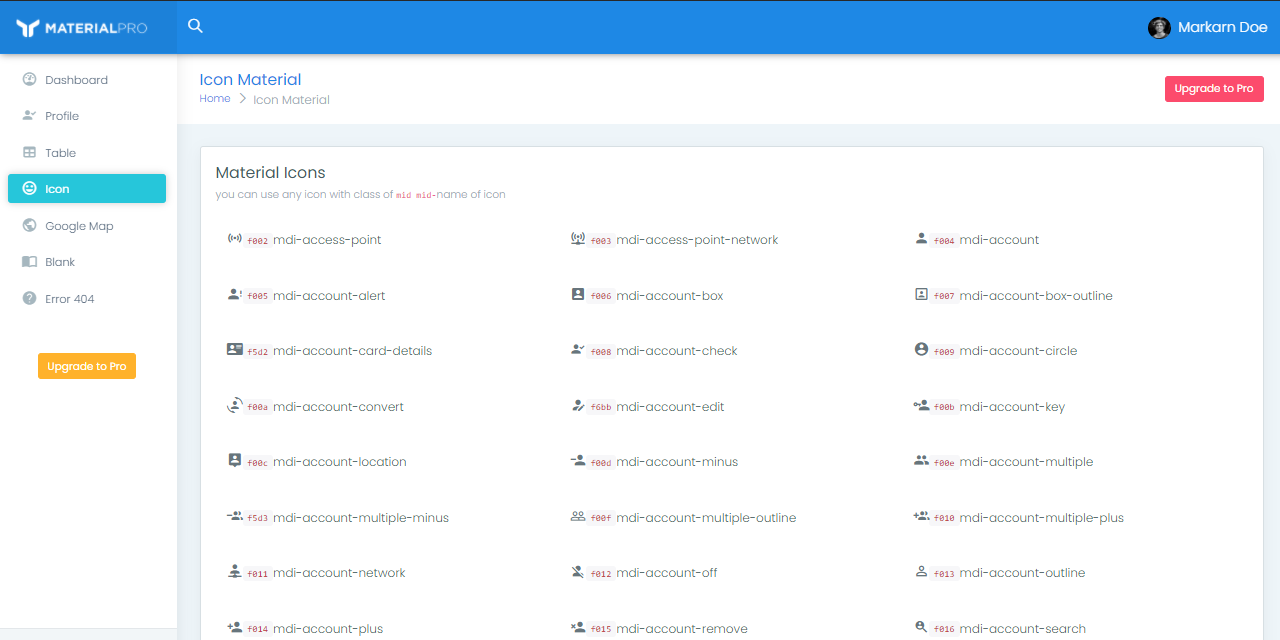 MATERIALPRO
Markarn Doe
Dashboard
Profile
Table
Icon
Google Map
Blank
Error 404
Upgrade to Pro
Icon Material
Home > Icon Material
Upgrade to Pro
Material Icons
you can use any icon with class of mid mid-name of icon
f002 mdi-access-point
f003 mdi-access-point-network
f004 mdi-account
f005 mdi-account-alert
f006 mdi-account-box
f007 mdi-account-box-outline
f5d2 mdi-account-card-details
f008 mdi-account-check
f009 mdi-account-circle
f00a mdi-account-convert
f6bb mdi-account-edit
f00b mdi-account-key
f00c mdi-account-location
f00d mdi-account-minus
f00e mdi-account-multiple
f5d3 mdi-account-multiple-minus
f00f mdi-account-multiple-outline
f010 mdi-account-multiple-plus
f011 mdi-account-network
f012 mdi-account-off
f013 mdi-account-outline
f014 mdi-account-plus
f015 mdi-account-remove
f016 mdi-account-search